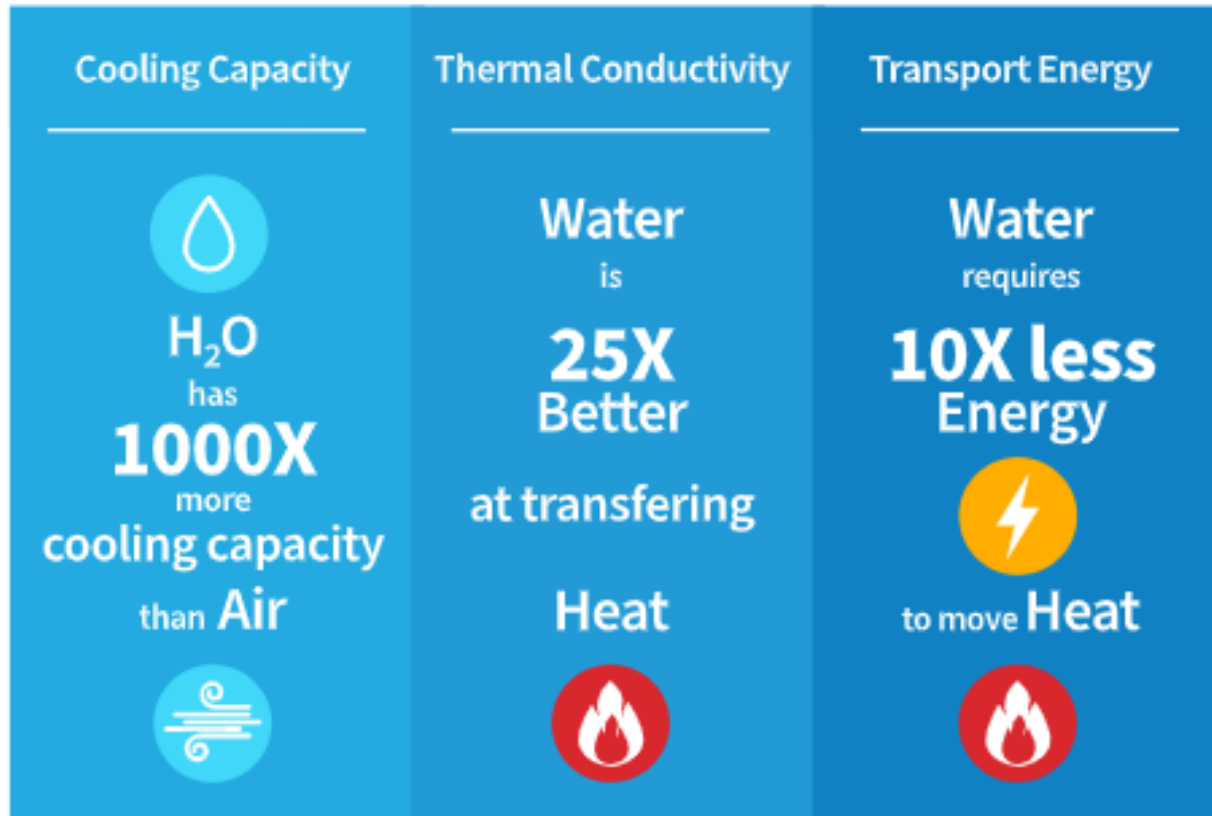 Cooling Capacity
H₂O
has
1000X
more
cooling capacity
than Air
Thermal Conductivity
Water
is
25X
Better
at transfering
Heat
Transport Energy
Water
requires
10X less
Energy
to move Heat